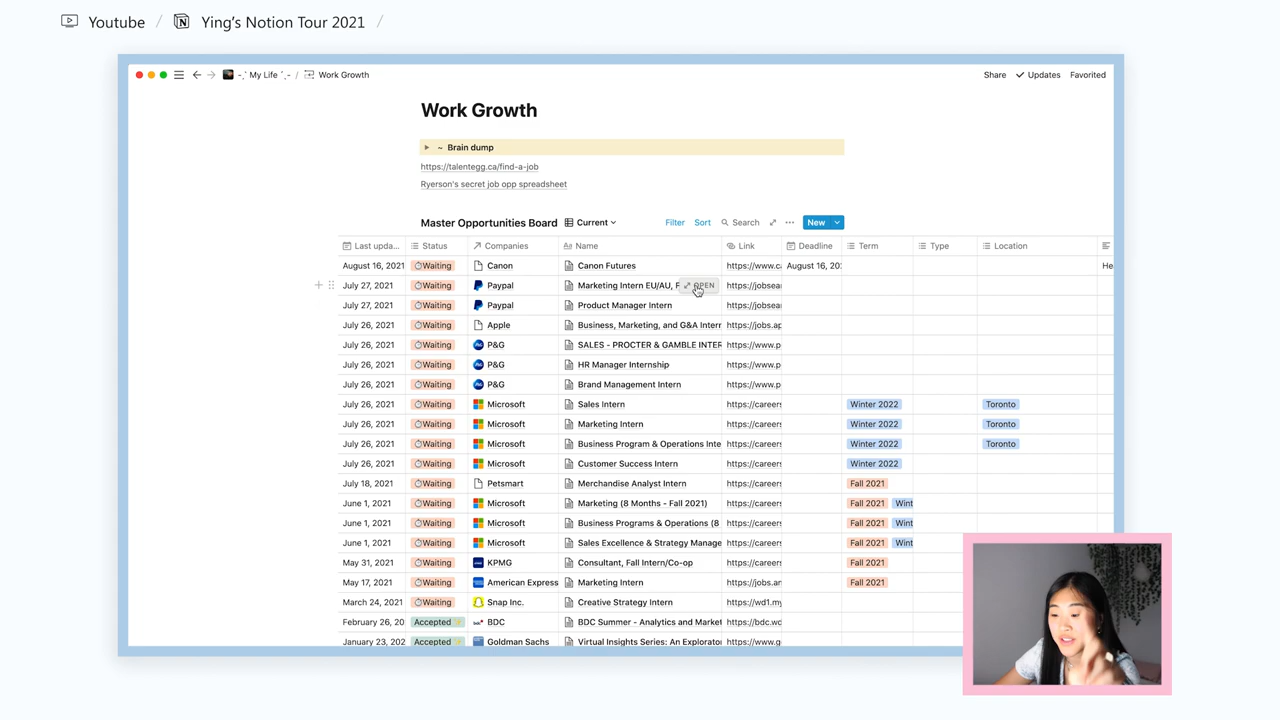 Youtube / Ying's Notion Tour 2021 /
-ˏˋ My Life ˊˎ- / Work Growth Share Updates Favorited
Work Growth
~ Brain dump
https://talentegg.ca/find-a-job
Ryerson's secret job opp spreadsheet
Master Opportunities Board Current Filter Sort Search New
Last upda... Status Companies Name Link Deadline Term Type Location
August 16, 2021 Waiting Canon Canon Futures https://www.ca August 16, 20 He
July 27, 2021 Waiting Paypal Marketing Intern EU/AU, OPEN https://jobsea
July 27, 2021 Waiting Paypal Product Manager Intern https://jobsea
July 26, 2021 Waiting Apple Business, Marketing, and G&A Intern https://jobs.ap
July 26, 2021 Waiting P&G SALES - PROCTER & GAMBLE INTER https://www.p
July 26, 2021 Waiting P&G HR Manager Internship https://www.p
July 26, 2021 Waiting P&G Brand Management Intern https://www.p
July 26, 2021 Waiting Microsoft Sales Intern https://careers Winter 2022 Toronto
July 26, 2021 Waiting Microsoft Marketing Intern https://careers Winter 2022 Toronto
July 26, 2021 Waiting Microsoft Business Program & Operations Inte https://careers Winter 2022 Toronto
July 26, 2021 Waiting Microsoft Customer Success Intern https://careers Winter 2022
July 18, 2021 Waiting Petsmart Merchandise Analyst Intern https://careers Fall 2021
June 1, 2021 Waiting Microsoft Marketing (8 Months - Fall 2021) https://careers Fall 2021 Wint
June 1, 2021 Waiting Microsoft Business Programs & Operations (8 https://careers Fall 2021 Wint
June 1, 2021 Waiting Microsoft Sales Excellence & Strategy Manage https://careers Fall 2021 Wint
May 31, 2021 Waiting KPMG Consultant, Fall Intern/Co-op https://careers Fall 2021
May 17, 2021 Waiting American Express Marketing Intern https://jobs.an Fall 2021
March 24, 2021 Waiting Snap Inc. Creative Strategy Intern https://wd1.my
February 26, 20 Accepted BDC BDC Summer - Analytics and Market https://bdc.wd
January 23, 202 Accepted Goldman Sachs Virtual Insights Series: An Explorator https://www.g